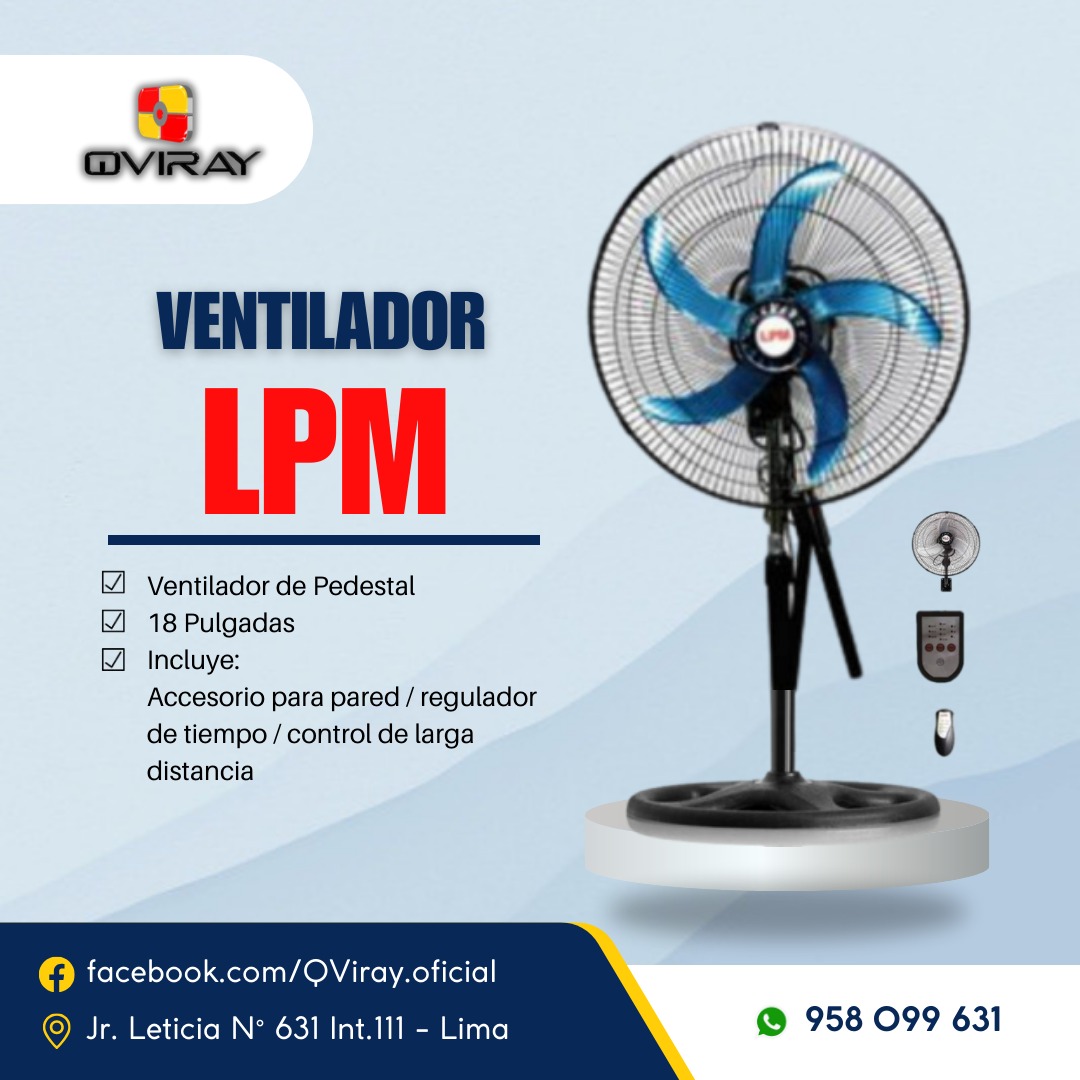 QVIRAY
VENTILADOR
LPM
Ventilador de Pedestal
18 Pulgadas
Incluye:
Accesorio para pared / regulador
de tiempo / control de larga
distancia
LPM
facebook.com/QViray.oficial
Jr. Leticia N° 631 Int.111 - Lima
958 099 631